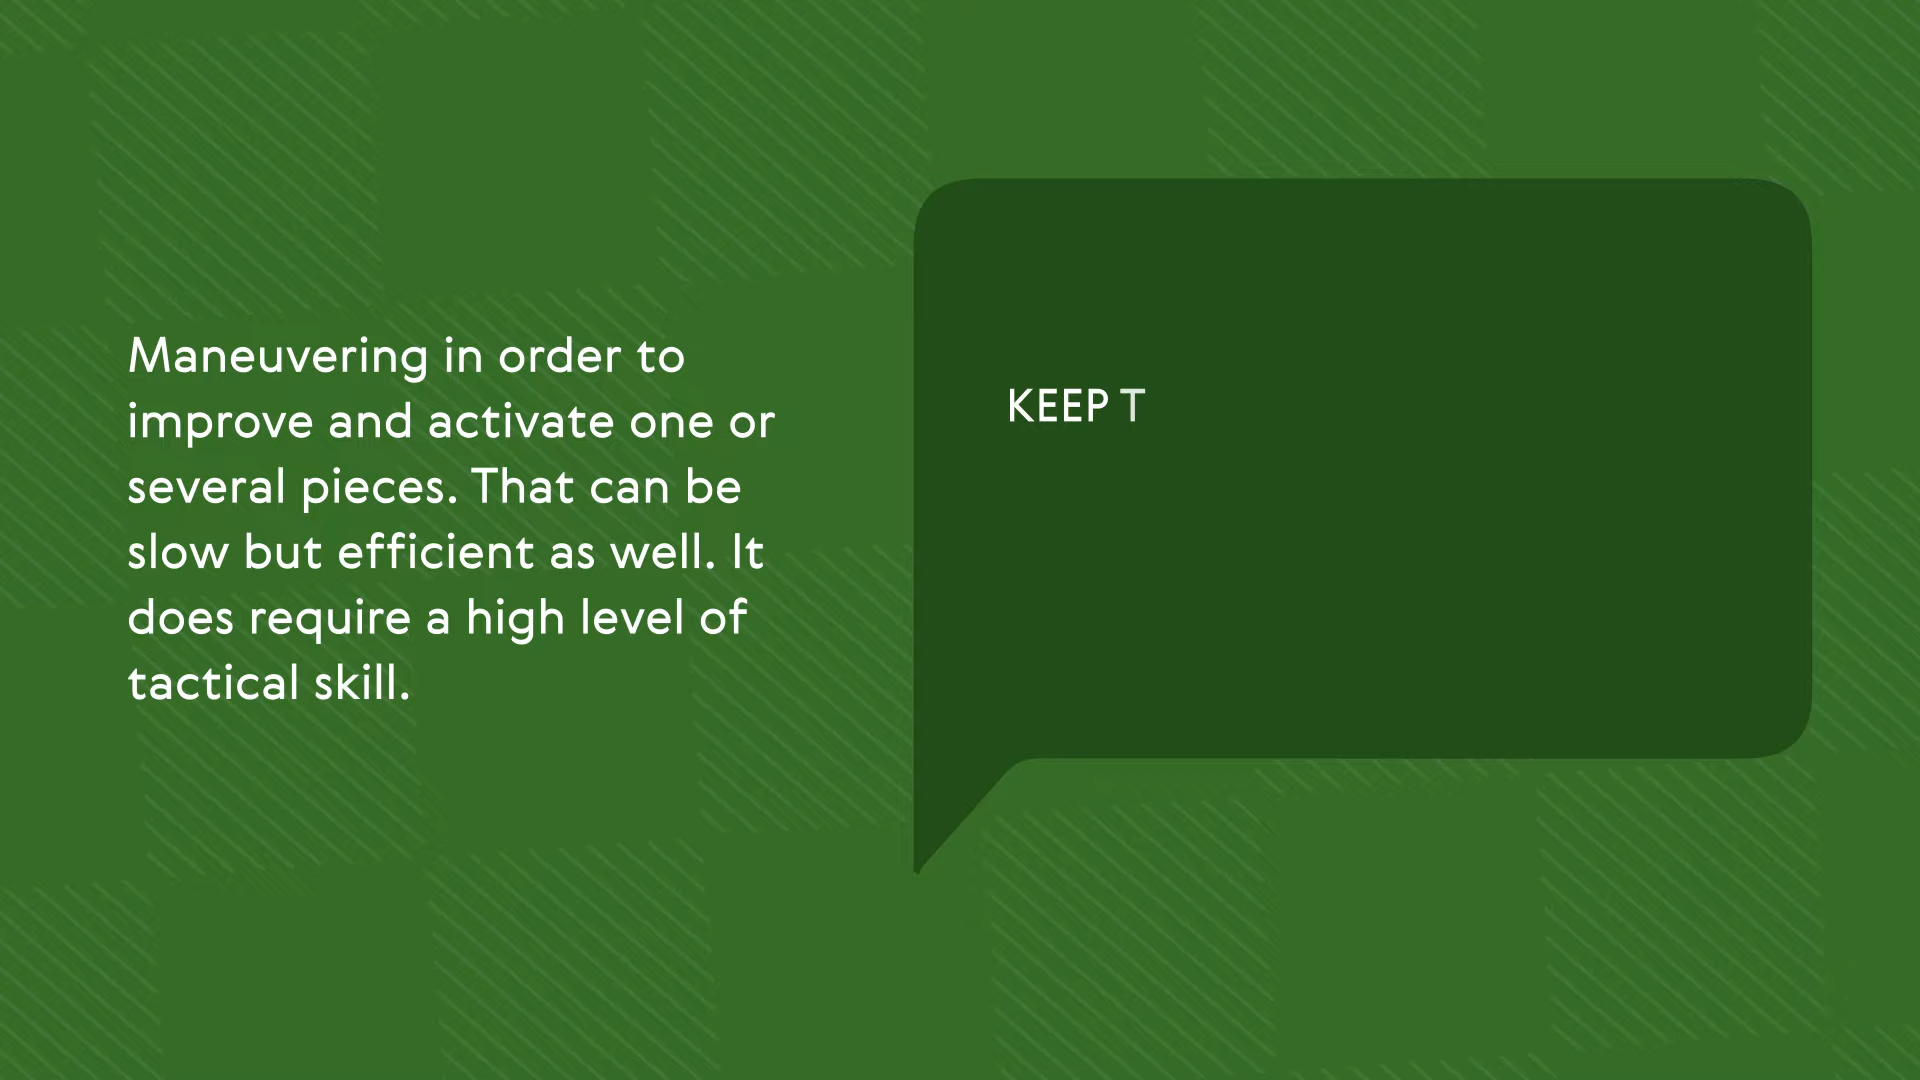 Maneuvering in order to
improve and activate one or
several pieces. That can be
slow but efficient as well. It
does require a high level of
tactical skill.
KEEP T